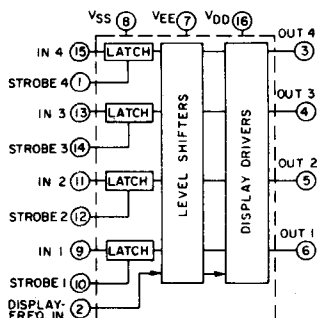 VSS VEE VDD
8 7 16
OUT 4
IN 4 15 LATCH 3
STROBE 4 1
OUT 3
IN 3 13 LATCH 4
STROBE 3 14
OUT 2
IN 2 11 LATCH 5
STROBE 2 12
OUT 1
IN 1 9 LATCH 6
STROBE 1 10
DISPLAY-
FREQ. IN 2
LEVEL SHIFTERS
DISPLAY DRIVERS